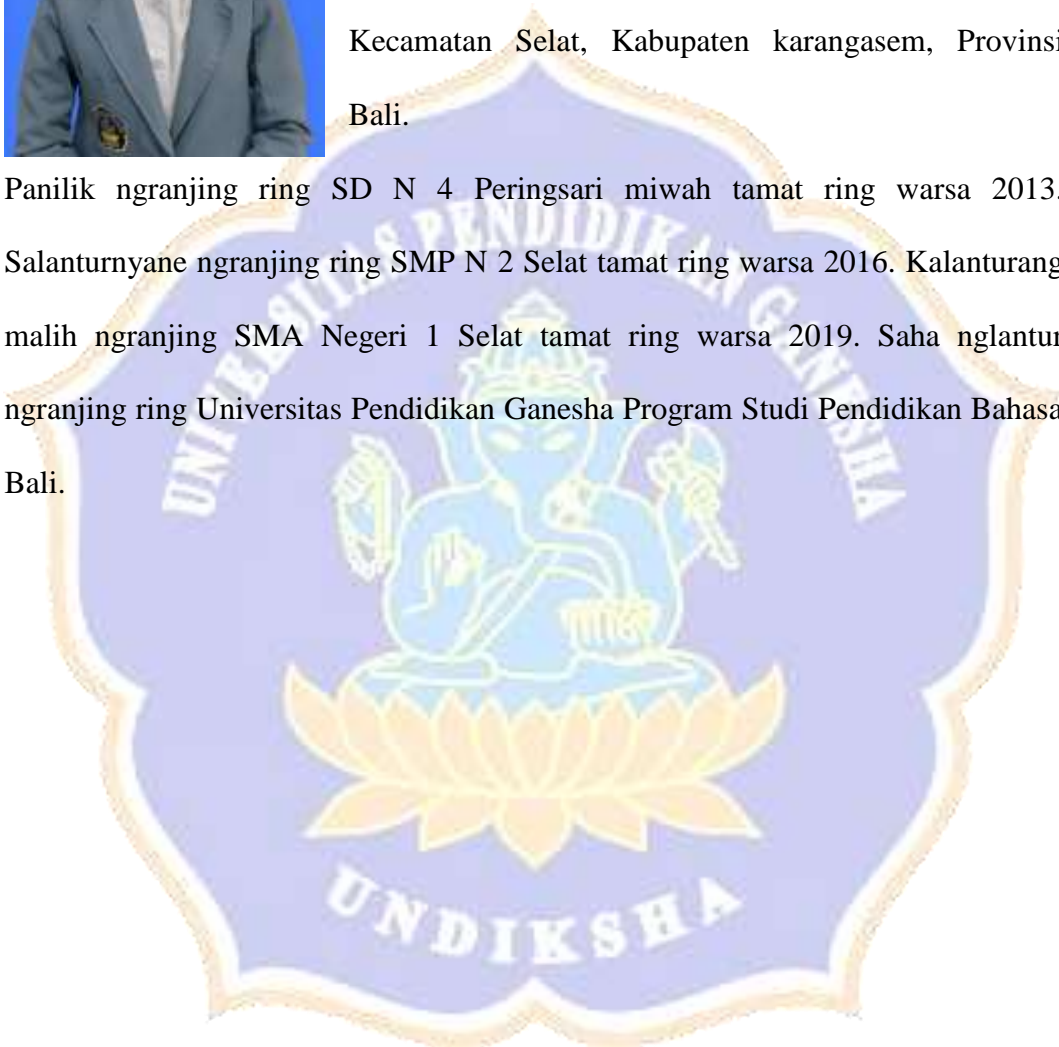 Kecamatan Selat, Kabupaten karangasem, Provinsi
Bali.
Panilik ngranjing ring SD N 4 Peringsari miwah tamat ring warsa 2013.
Salanturnyane ngranjing ring SMP N 2 Selat tamat ring warsa 2016. Kalanturang
malih ngranjing SMA Negeri 1 Selat tamat ring warsa 2019. Saha nglantur
ngranjing ring Universitas Pendidikan Ganesha Program Studi Pendidikan Bahasa
Bali.
UNIVERSITAS PENDIDIKAN GANESHA
UNDIKSHA